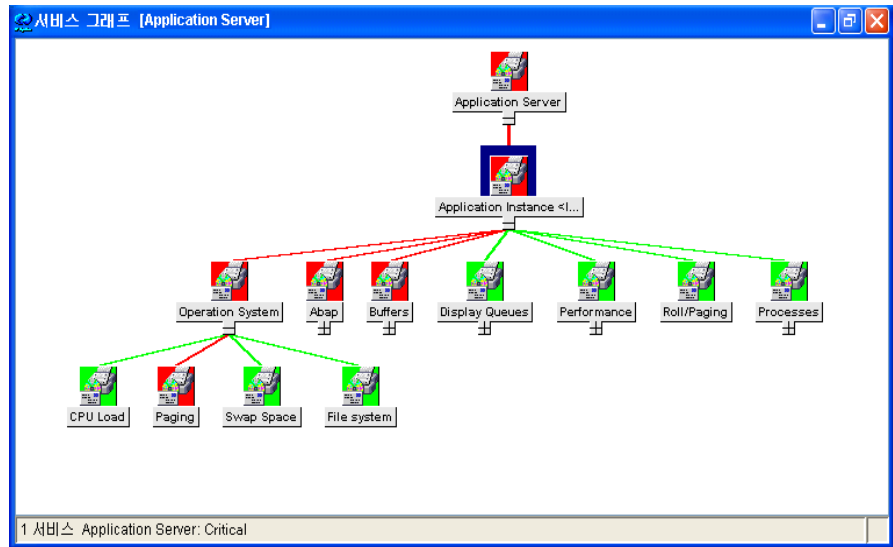 서비스 그래프 [Application Server]
Application Server
Application Instance <I...
Operation System
Abap
Buffers
Display Queues
Performance
Roll/Paging
Processes
CPU Load
Paging
Swap Space
File system
1 서비스 Application Server: Critical